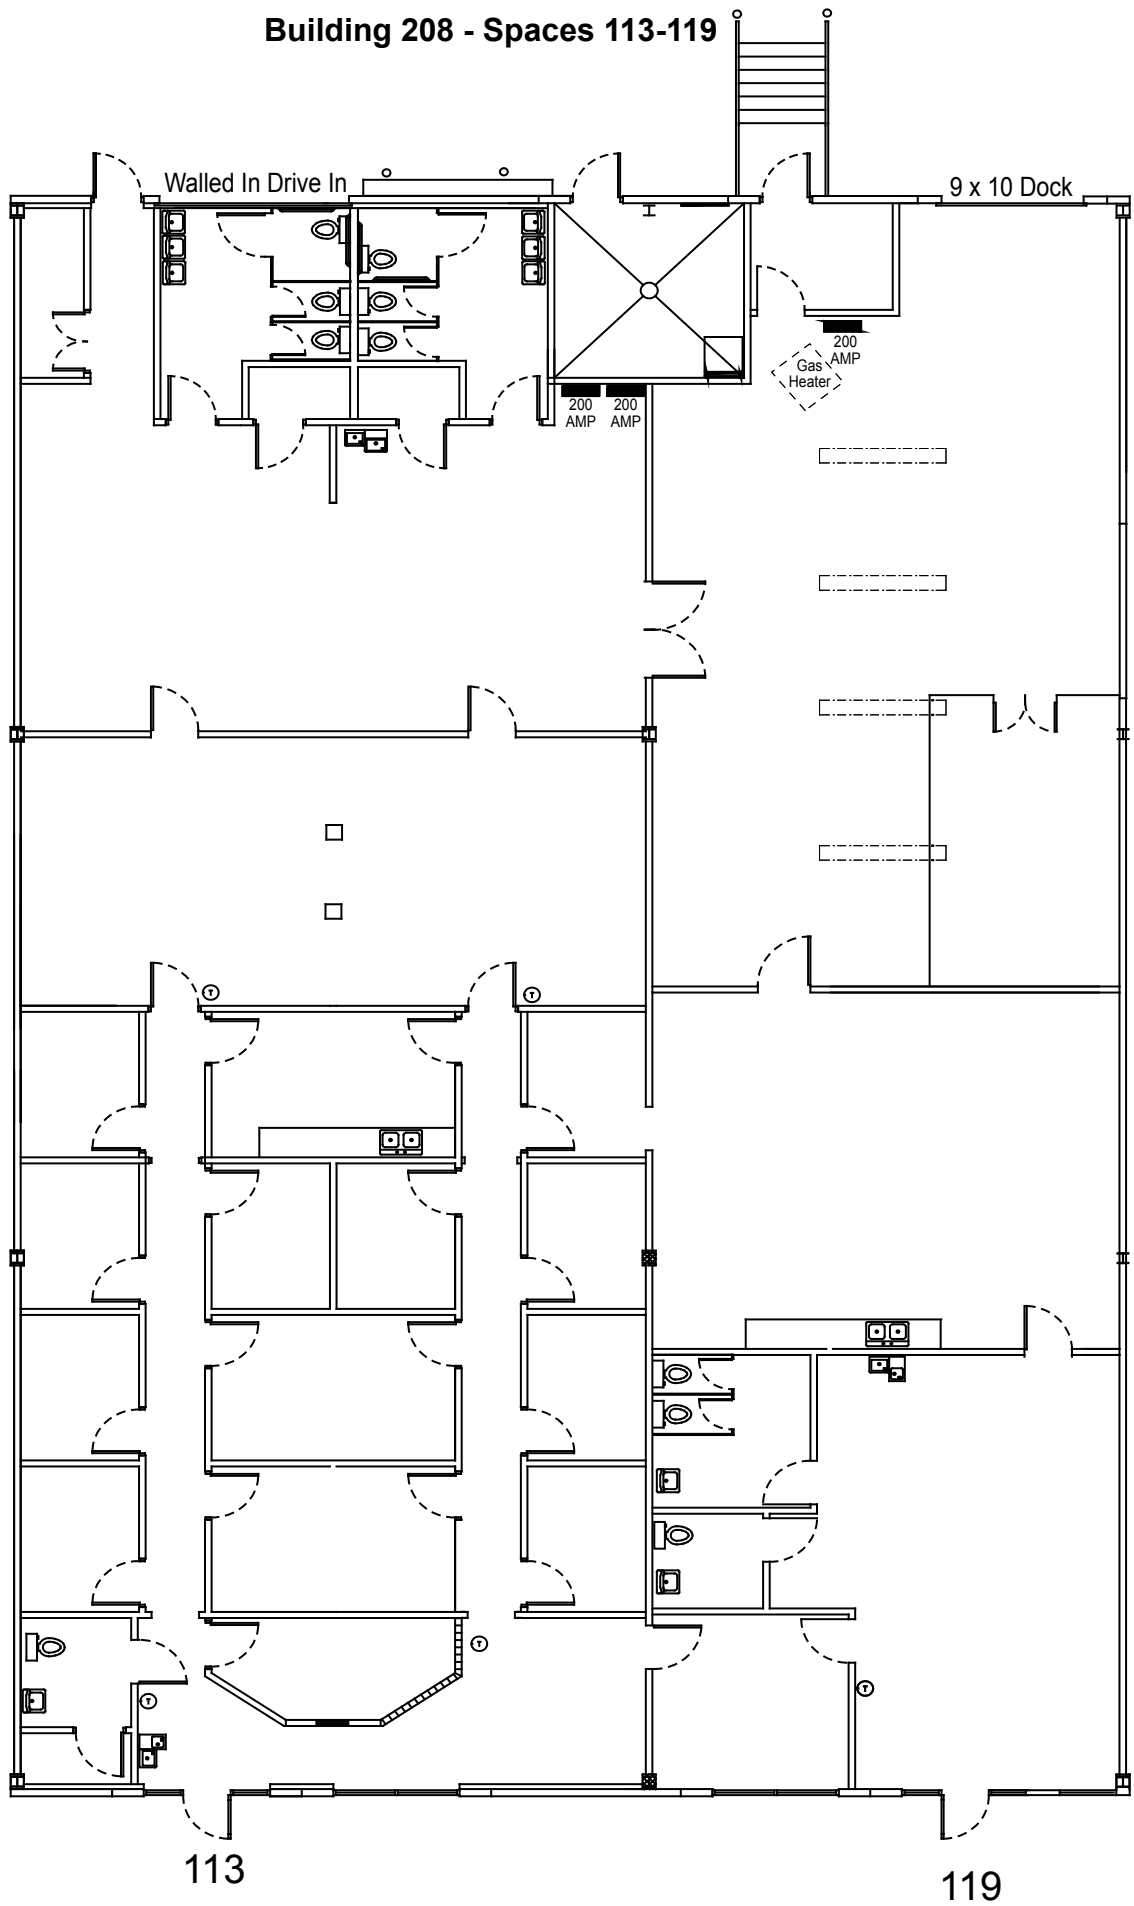 Building 208 - Spaces 113-119
Walled In Drive In
9 x 10 Dock
200
AMP
Gas
Heater
200
AMP
200
AMP
T
T
T
T
T
113
119